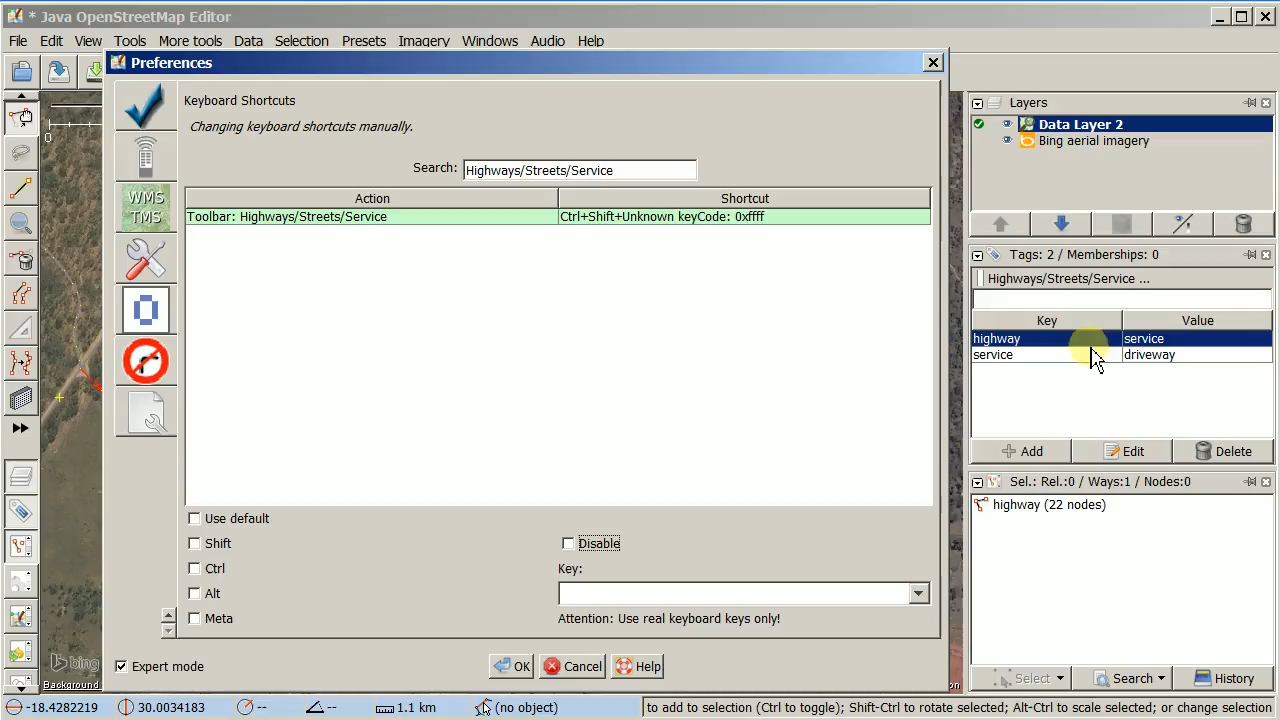 * Java OpenStreetMap Editor
File Edit View Tools More tools Data Selection Presets Imagery Windows Audio Help
Preferences
Keyboard Shortcuts
Changing keyboard shortcuts manually.
Search: Highways/Streets/Service
Action Shortcut
Toolbar: Highways/Streets/Service Ctrl+Shift+Unknown keyCode: 0xffff
WMS
TMS
Use default
Shift Disable
Ctrl Key:
Alt
Meta Attention: Use real keyboard keys only!
Expert mode OK Cancel Help
0
Layers
Data Layer 2
Bing aerial imagery
Tags: 2 / Memberships: 0
Highways/Streets/Service ...
Key Value
highway service
service driveway
Add Edit Delete
Sel.: Rel.:0 / Ways:1 / Nodes:0
highway (22 nodes)
Select Search History
bing
Background
-18.4282219 30.0034183 -- -- 1.1 km (no object) to add to selection (Ctrl to toggle); Shift-Ctrl to rotate selected; Alt-Ctrl to scale selected; or change selection